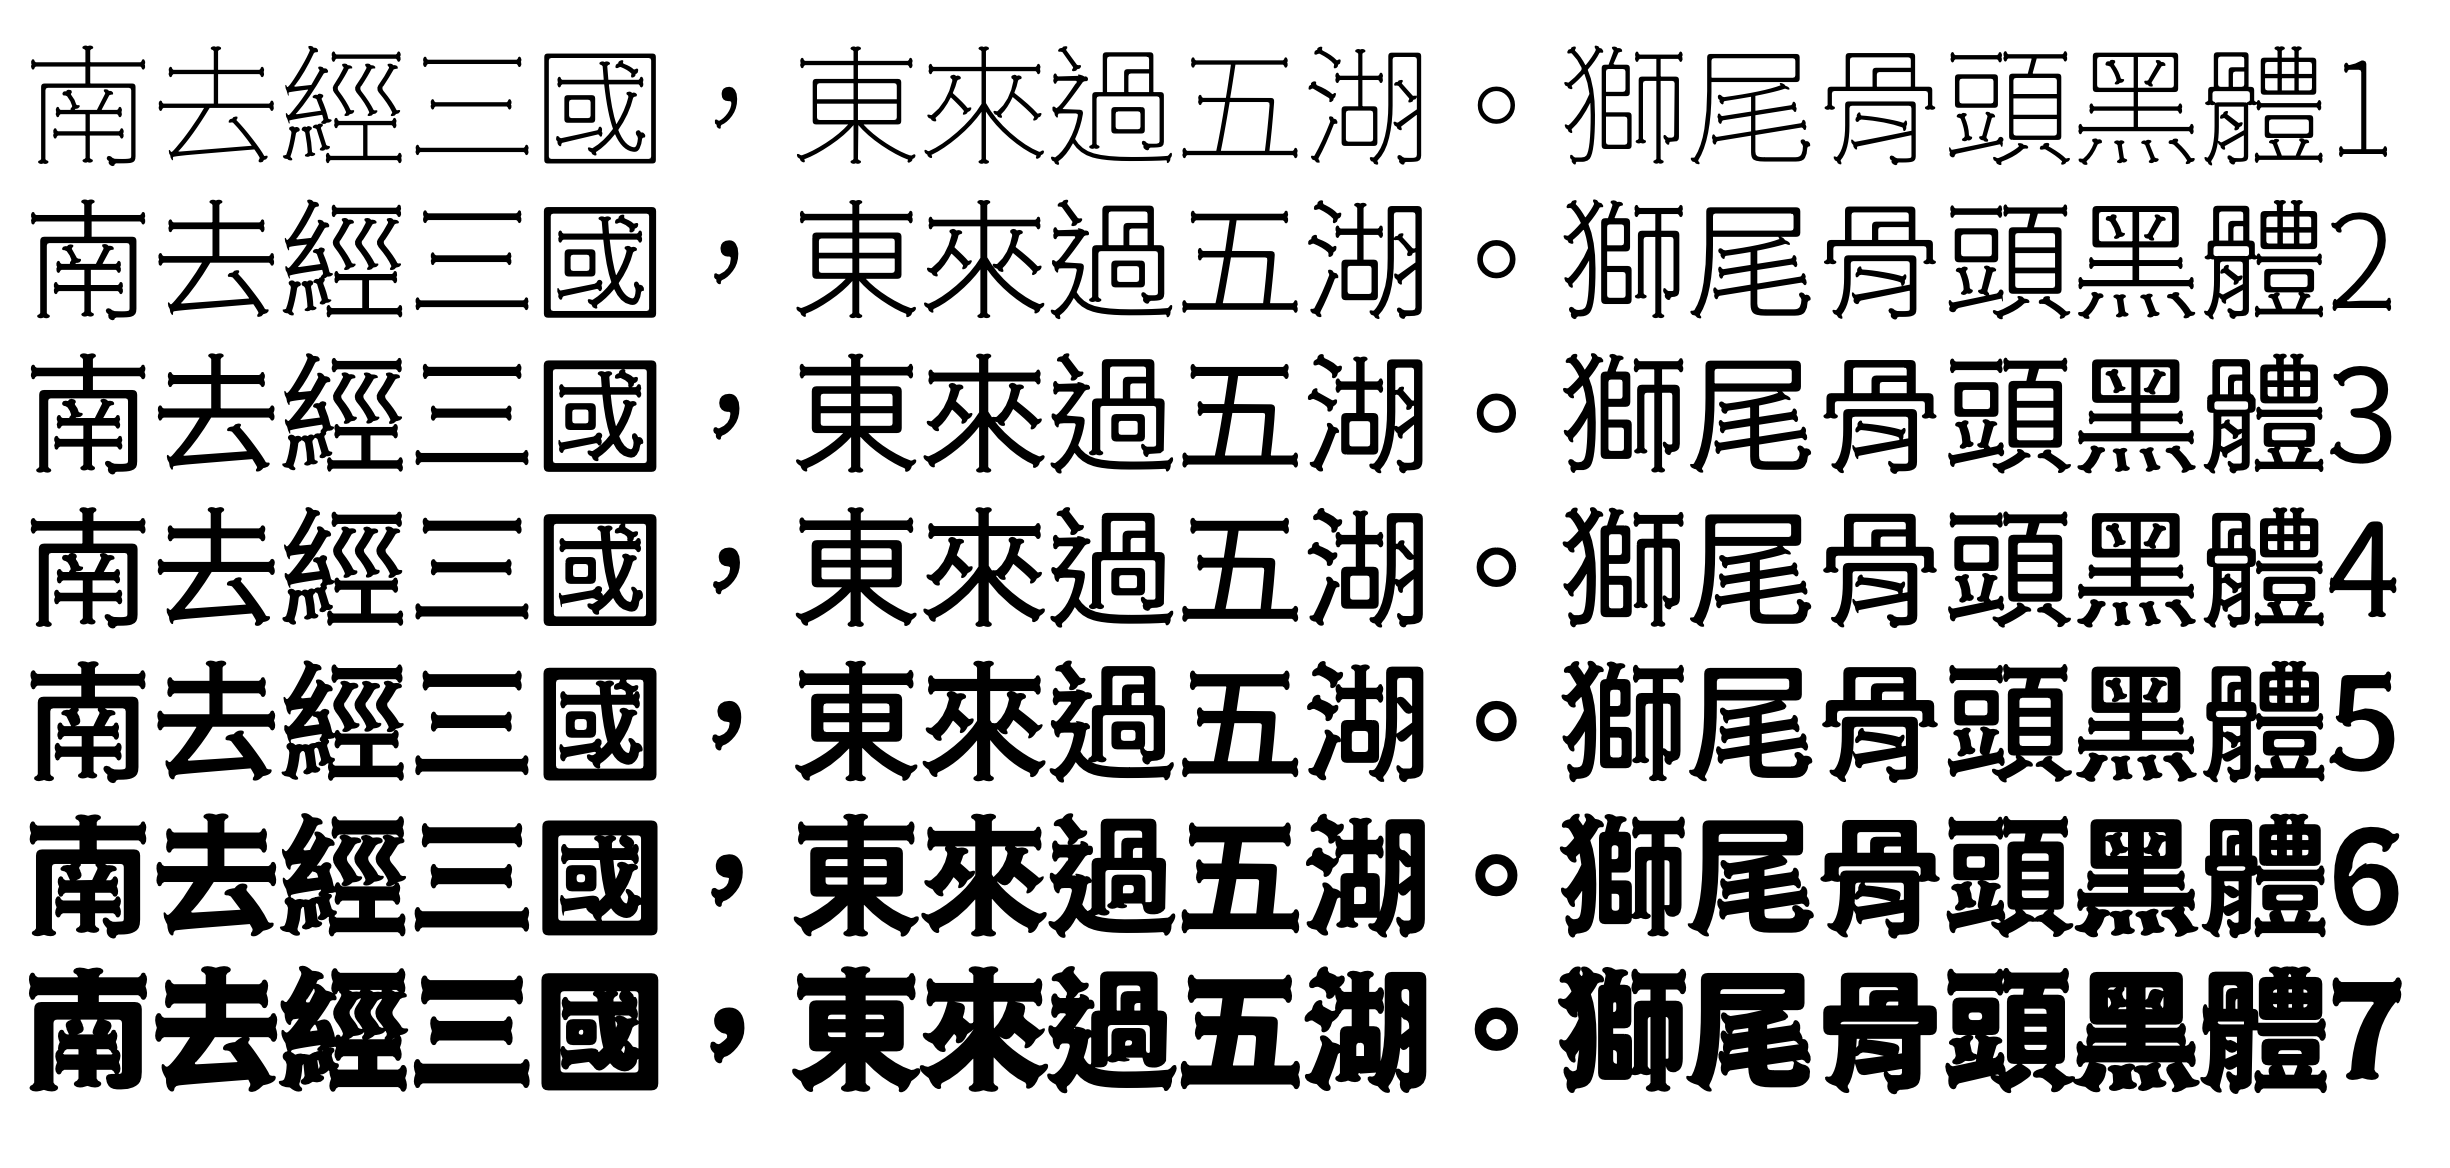 南去經三國，東來過五湖。獅尾骨頭黑體1
南去經三國，東來過五湖。獅尾骨頭黑體2
南去經三國，東來過五湖。獅尾骨頭黑體3
南去經三國，東來過五湖。獅尾骨頭黑體4
南去經三國，東來過五湖。獅尾骨頭黑體5
南去經三國，東來過五湖。獅尾骨頭黑體6
南去經三國，東來過五湖。獅尾骨頭黑體7